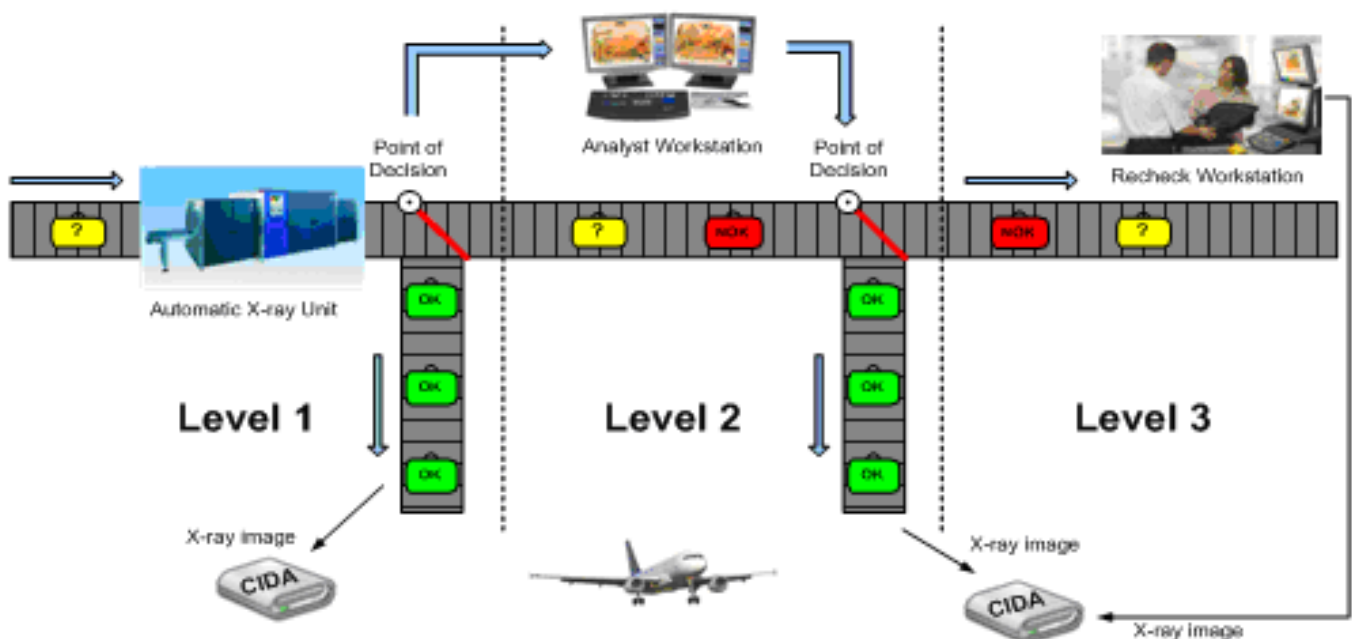 Point of
Decision
Analyst Workstation
Point of
Decision
Recheck Workstation
?
?
NOK
NOK
?
Automatic X-ray Unit
OK
OK
OK
OK
OK
OK
Level 1
Level 2
Level 3
X-ray image
CIDA
X-ray image
CIDA
X-ray image